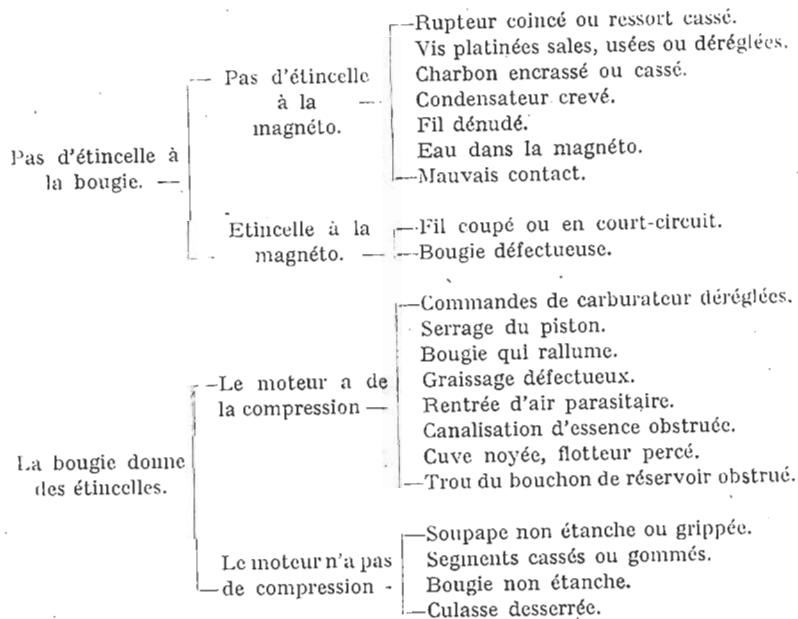 Pas d'étincelle à
la bougie.
Pas d'étincelle
à la
magnéto.
Rupteur coincé ou ressort cassé.
Vis platinées sales, usées ou déréglées.
Charbon encrassé ou cassé.
Condensateur crevé.
Fil dénudé.
Eau dans la magnéto.
Mauvais contact.
Etincelle à la
magnéto.
Fil coupé ou en court-circuit.
Bougie défectueuse.
La bougie donne
des étincelles.
Le moteur a de
la compression
Commandes de carburateur déréglées.
Serrage du piston.
Bougie qui rallume.
Graissage défectueux.
Rentrée d'air parasitaire.
Canalisation d'essence obstruée.
Cuve noyée, flotteur percé.
Trou du bouchon de réservoir obstrué.
Le moteur n'a pas
de compression
Soupape non étanche ou grippée.
Segments cassés ou gommés.
Bougie non étanche.
Culasse desserrée.